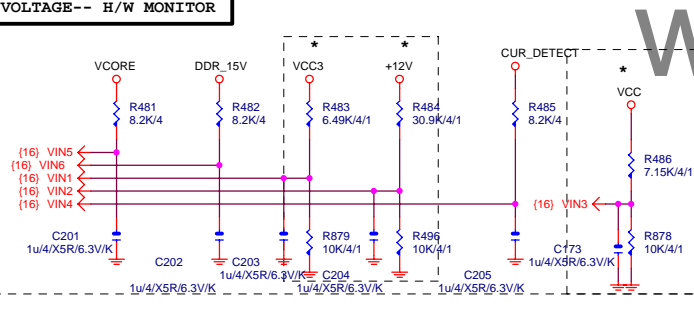 VOLTAGE-- H/W MONITOR
W
*
*
*
VCORE
DDR_15V
VCC3
+12V
CUR_DETECT
VCC
R481
8.2K/4
R482
8.2K/4
R483
6.49K/4/1
R484
30.9K/4/1
R485
8.2K/4
R486
7.15K/4/1
{16} VIN5
{16} VIN6
{16} VIN1
{16} VIN2
{16} VIN4
{16} VIN3
C201
1u/4/X5R/6.3V/K
C202
1u/4/X5R/6.3V/K
C203
1u/4/X5R/6.3V/K
R879
10K/4/1
C204
1u/4/X5R/6.3V/K
R496
10K/4/1
C205
1u/4/X5R/6.3V/K
C173
1u/4/X5R/6.3V/K
R878
10K/4/1